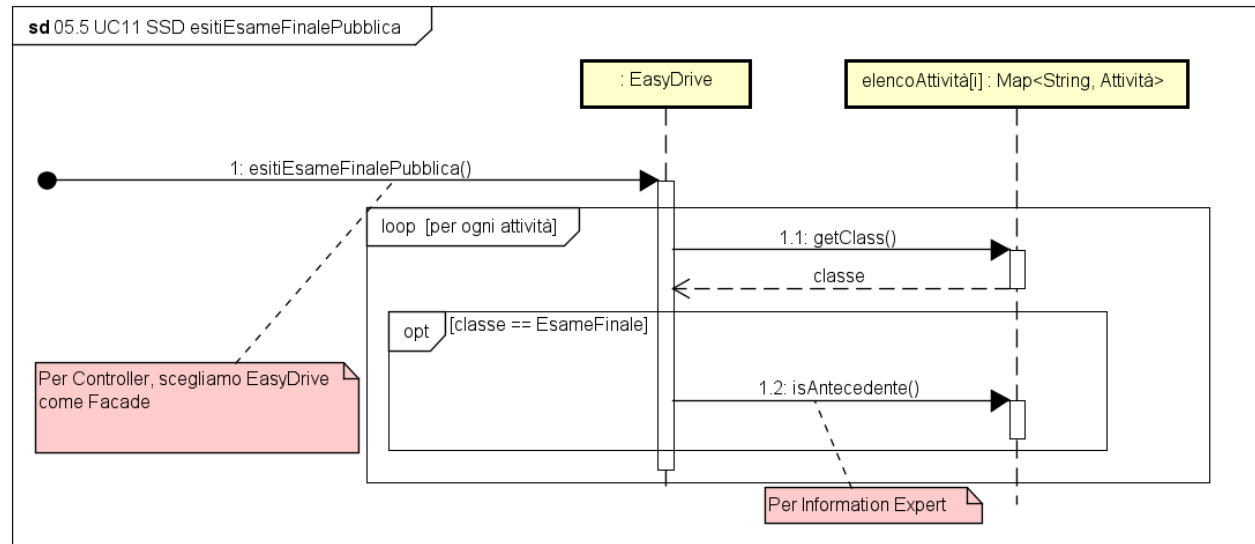 sd 05.5 UC11 SSD esitiEsameFinalePubblica
: EasyDrive
elencoAttività[i] : Map<String, Attività>
1: esitiEsameFinalePubblica()
loop [per ogni attività]
1.1: getClass()
classe
opt [classe == EsameFinale]
Per Controller, scegliamo EasyDrive
come Facade
1.2: isAntecedente()
Per Information Expert